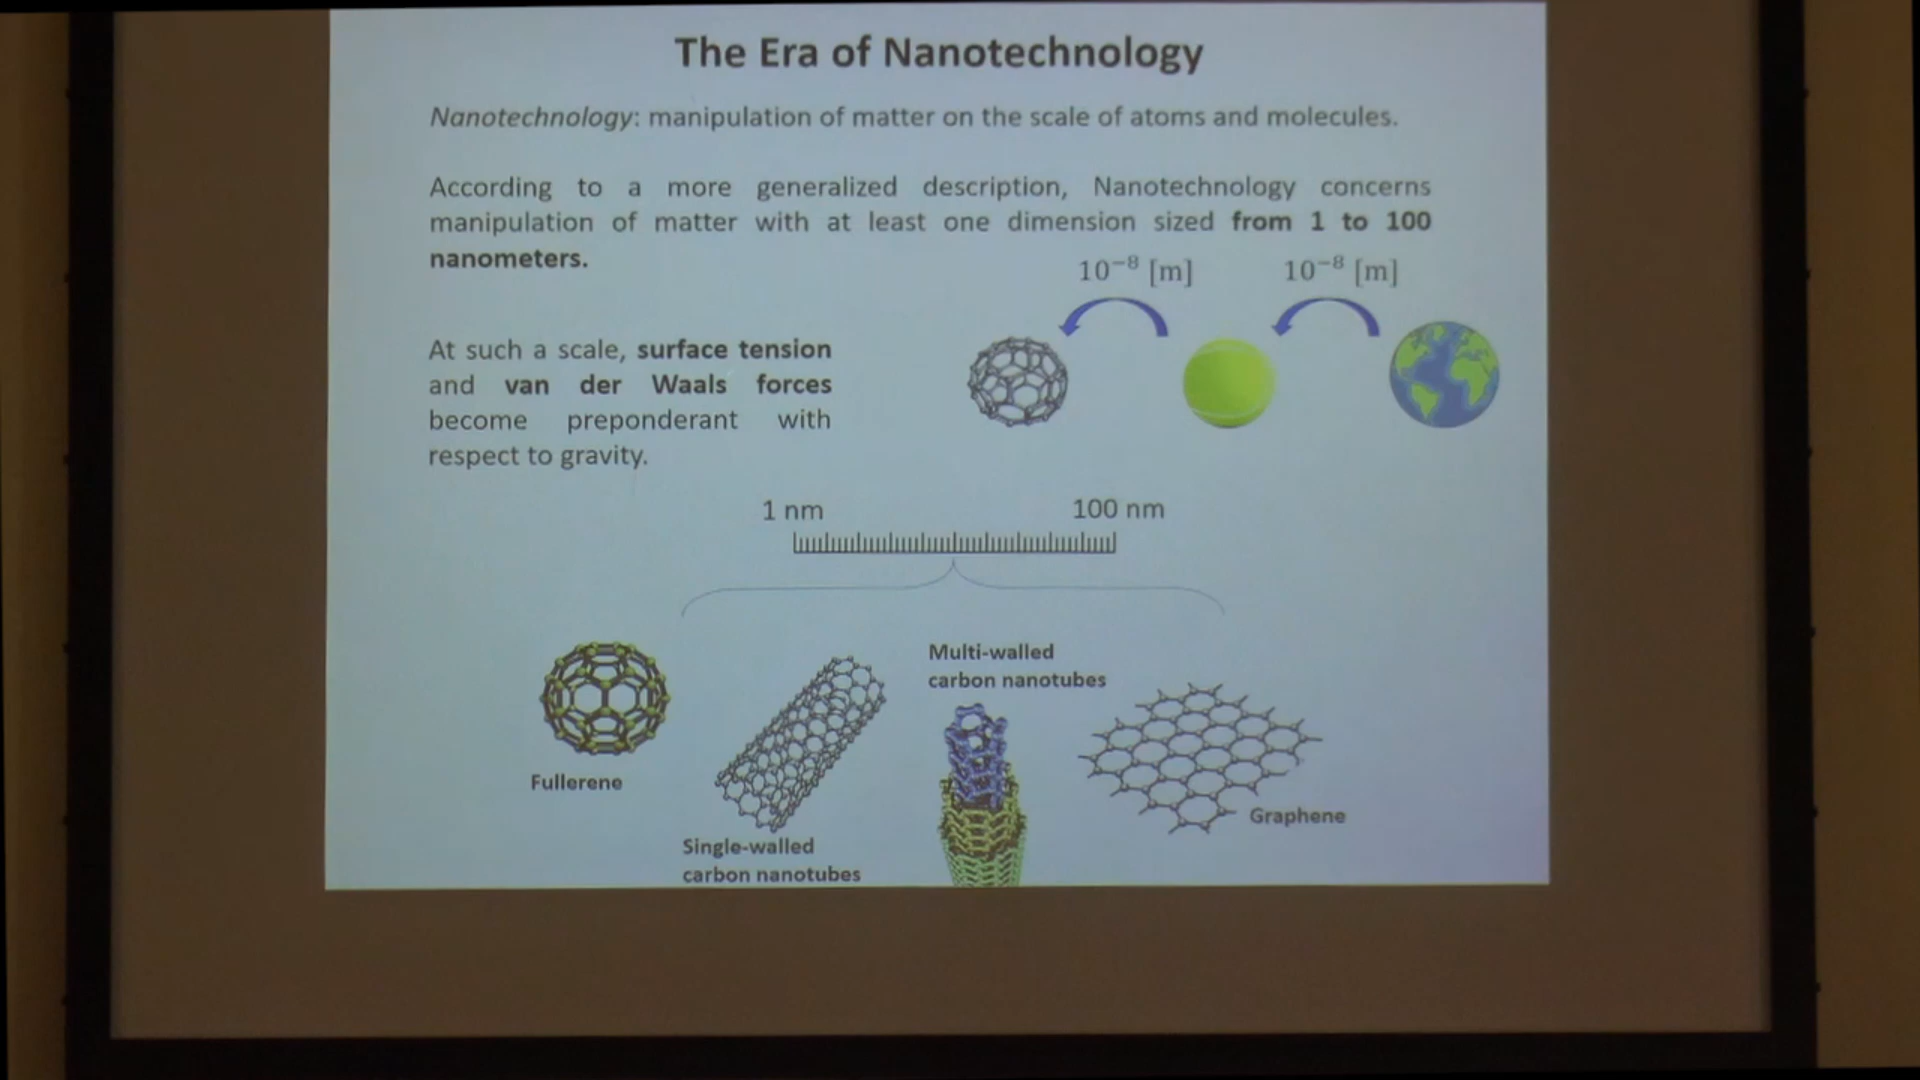 The Era of Nanotechnology
Nanotechnology: manipulation of matter on the scale of atoms and molecules.
According to a more generalized description, Nanotechnology concerns
manipulation of matter with at least one dimension sized from 1 to 100
nanometers.
10⁻⁸ [m] 10⁻⁸ [m]
At such a scale, surface tension
and van der Waals forces
become preponderant with
respect to gravity.
1 nm 100 nm
Fullerene
Single-walled
carbon nanotubes
Multi-walled
carbon nanotubes
Graphene